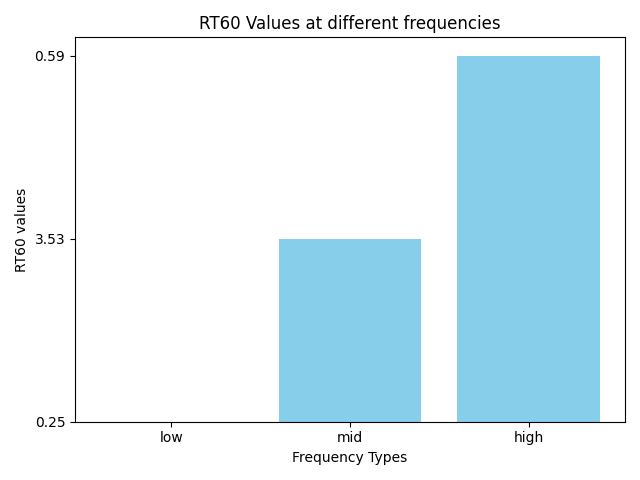 RT60 Values at different frequencies
0.59
3.53
0.25
RT60 values
low
mid
high
Frequency Types